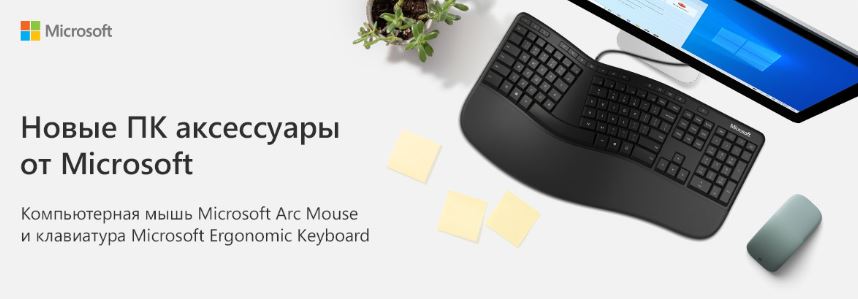 Microsoft
Новые ПК аксессуары
от Microsoft
Компьютерная мышь Microsoft Arc Mouse
и клавиатура Microsoft Ergonomic Keyboard
Microsoft